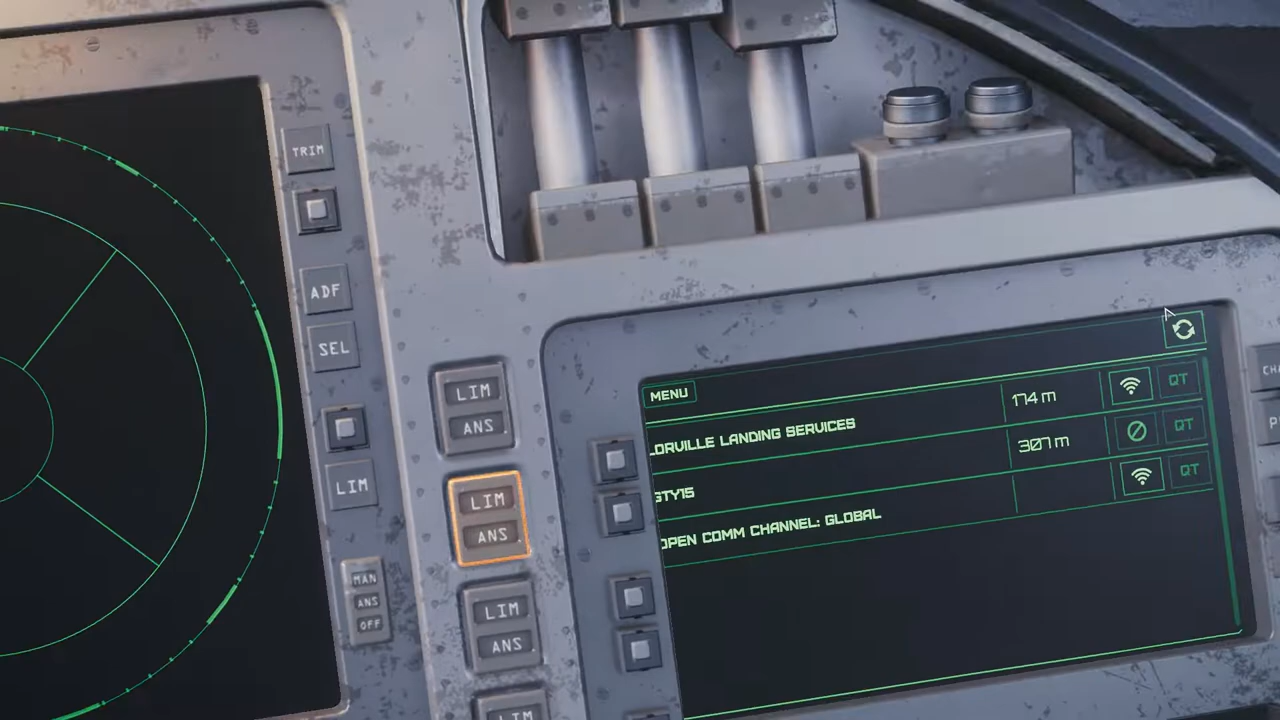 TRIM
ADF
SEL
LIM
MAN
ANS
OFF
LIM
ANS
LIM
ANS
LIM
ANS
LIM
MENU
LORVILLE LANDING SERVICES 174 m QT
GTY15 307 m QT
OPEN COMM CHANNEL: GLOBAL QT